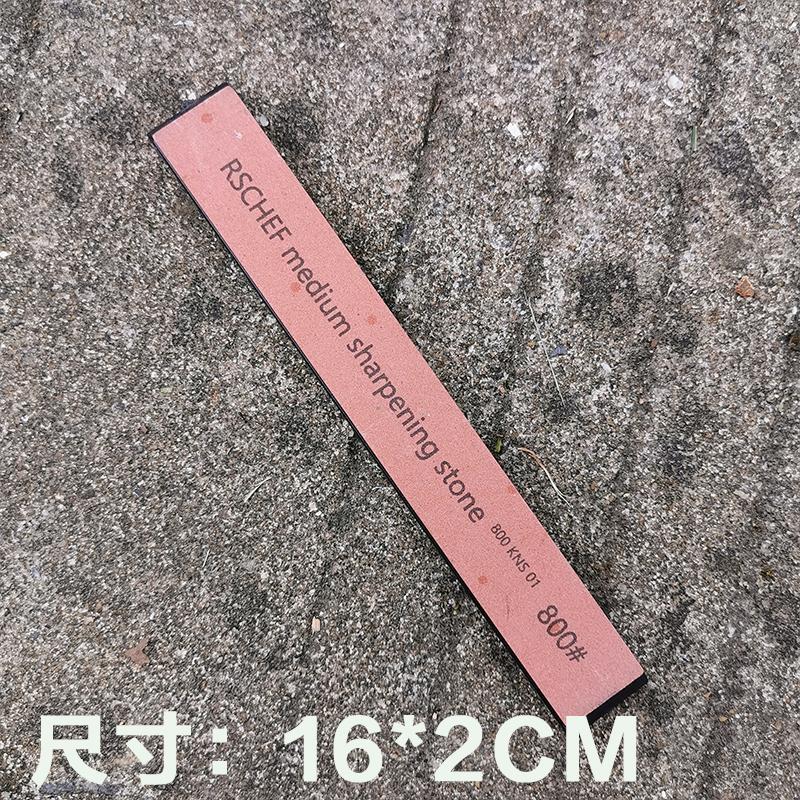 RSCHEF medium sharpening stone 800 KNS 01 800#
尺寸：16*2CM